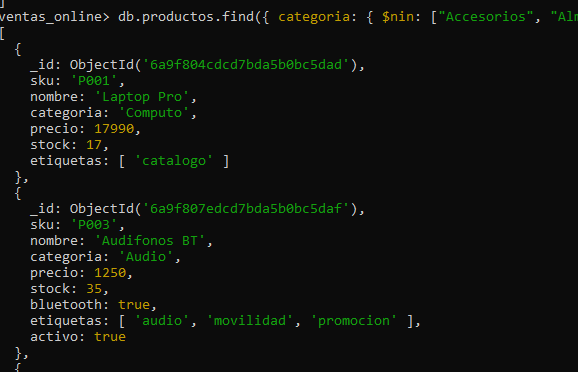 ]
ventas_online> db.productos.find({ categoria: { $nin: ["Accesorios", "Alm
[
  {
    _id: ObjectId('6a9f804cdcd7bda5b0bc5dad'),
    sku: 'P001',
    nombre: 'Laptop Pro',
    categoria: 'Computo',
    precio: 17990,
    stock: 17,
    etiquetas: [ 'catalogo' ]
  },
  {
    _id: ObjectId('6a9f807edcd7bda5b0bc5daf'),
    sku: 'P003',
    nombre: 'Audifonos BT',
    categoria: 'Audio',
    precio: 1250,
    stock: 35,
    bluetooth: true,
    etiquetas: [ 'audio', 'movilidad', 'promocion' ],
    activo: true
  },
  {